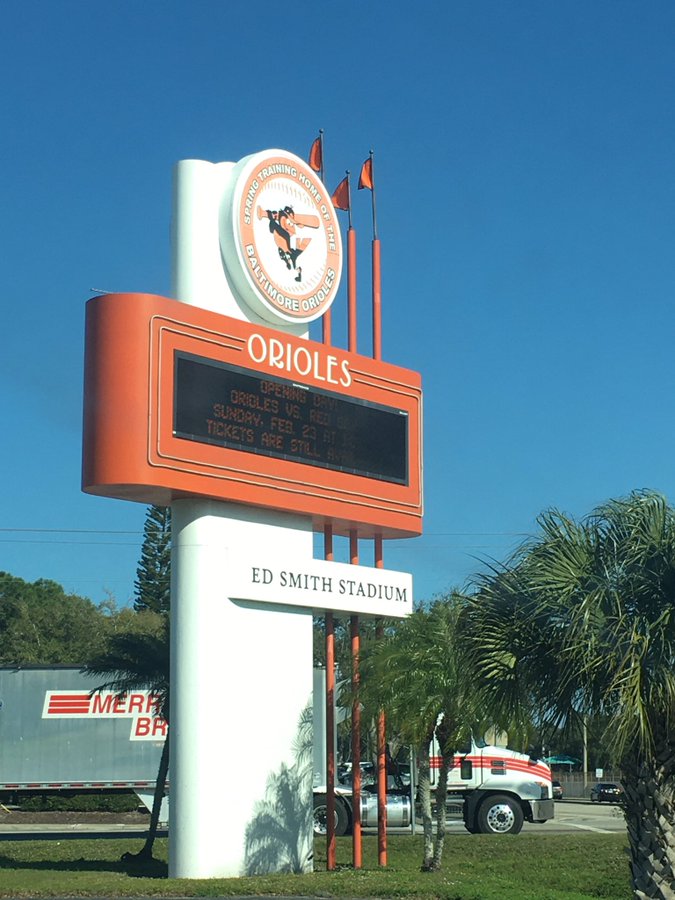 SPRING TRAINING HOME OF THE
BALTIMORE ORIOLES
ORIOLES
OPENING DAY
ORIOLES VS. RED
SUNDAY, FEB. 23 AT
TICKETS ARE STILL
ED SMITH STADIUM